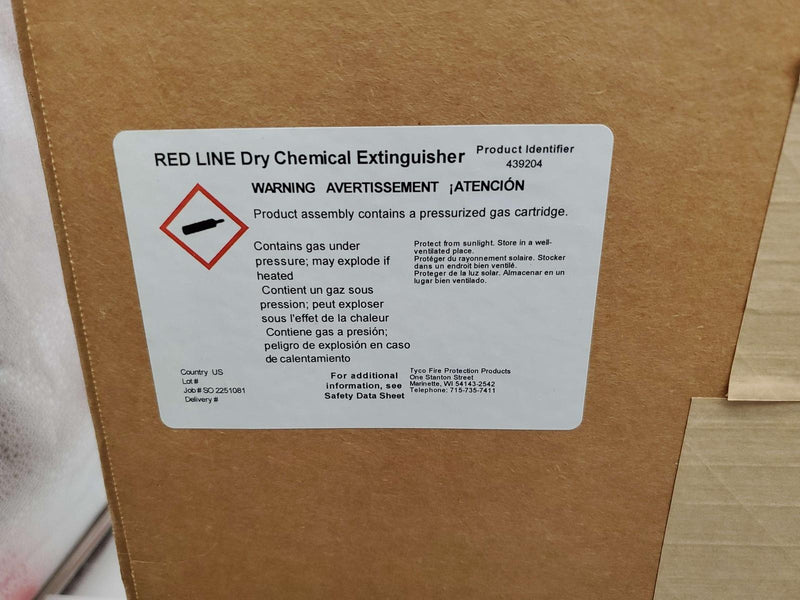 RED LINE Dry Chemical Extinguisher
Product Identifier
439204
WARNING AVERTISSEMENT ¡ATENCIÓN
Product assembly contains a pressurized gas cartridge.
Contains gas under
pressure; may explode if
heated
Contient un gaz sous
pression; peut exploser
sous l'effet de la chaleur
Contiene gas a presión;
peligro de explosión en caso
de calentamiento
Protect from sunlight. Store in a well-
ventilated place.
Protéger du rayonnement solaire. Stocker
dans un endroit bien ventilé.
Proteger de la luz solar. Almacenar en un
lugar bien ventilado.
Country US
Lot #
Job # SO 2251081
Delivery #
For additional
information, see
Safety Data Sheet
Tyco Fire Protection Products
One Stanton Street
Marinette, WI 54143-2542
Telephone: 715-735-7411